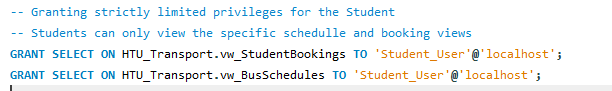 -- Granting strictly limited privileges for the Student
-- Students can only view the specific schedulle and booking views
GRANT SELECT ON HTU_Transport.vw_StudentBookings TO 'Student_User'@'localhost';
GRANT SELECT ON HTU_Transport.vw_BusSchedules TO 'Student_User'@'localhost';